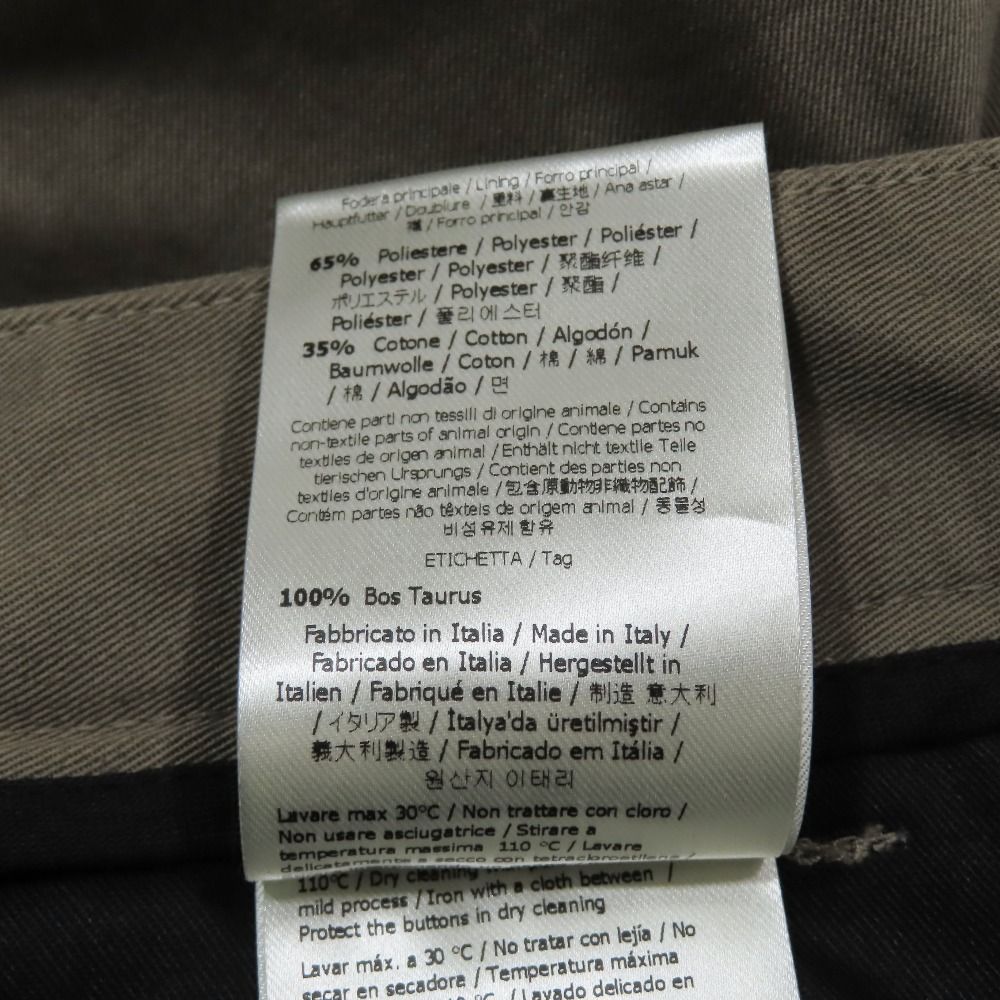 Fodera principale / Lining / Forro principal /
Hauptfutter / Doublure / 里料 / 裏生地 / Ana astar /
裡 / Forro principal / 안감
65% Poliestere / Polyester / Poliéster /
Polyester / Polyester / 聚酯纤维 /
ポリエステル / Polyester / 聚酯 /
Poliéster / 폴리에스터
35% Cotone / Cotton / Algodón /
Baumwolle / Coton / 棉 / 綿 / Pamuk
/ 棉 / Algodão / 면
Contiene parti non tessili di origine animale / Contains
non-textile parts of animal origin / Contiene partes no
textiles de origen animal / Enthält nicht textile Teile
tierischen Ursprungs / Contient des parties non
textiles d'origine animale / 包含原動物非織物配飾 /
Contém partes não têxteis de origem animal / 동물성
비섬유제 함유
ETICHETTA / Tag
100% Bos Taurus
Fabbricato in Italia / Made in Italy /
Fabricado en Italia / Hergestellt in
Italien / Fabriqué en Italie / 制造 意大利
/ イタリア製 / İtalya'da üretilmiştir /
義大利製造 / Fabricado em Itália /
원산지 이태리
Lavare max 30°C / Non trattare con cloro /
Non usare asciugatrice / Stirare a
temperatura massima 110 °C / Lavare
delicatamente a secco con tetracloroetilene /
110°C / Dry cleaning
mild process / Iron with a cloth between /
Protect the buttons in dry cleaning
Lavar máx. a 30 °C / No tratar con lejía / No
secar en secadora / Temperatura máxima
°C / Lavado delicado en